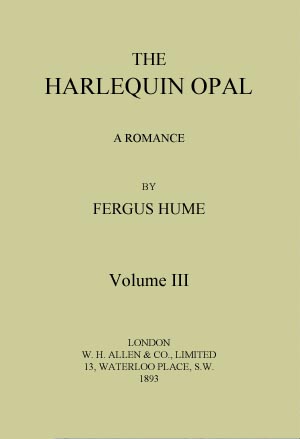 THE
HARLEQUIN OPAL
A ROMANCE
BY
FERGUS HUME
Volume III
LONDON
W. H. ALLEN & CO., LIMITED
13, WATERLOO PLACE, S.W.
1893